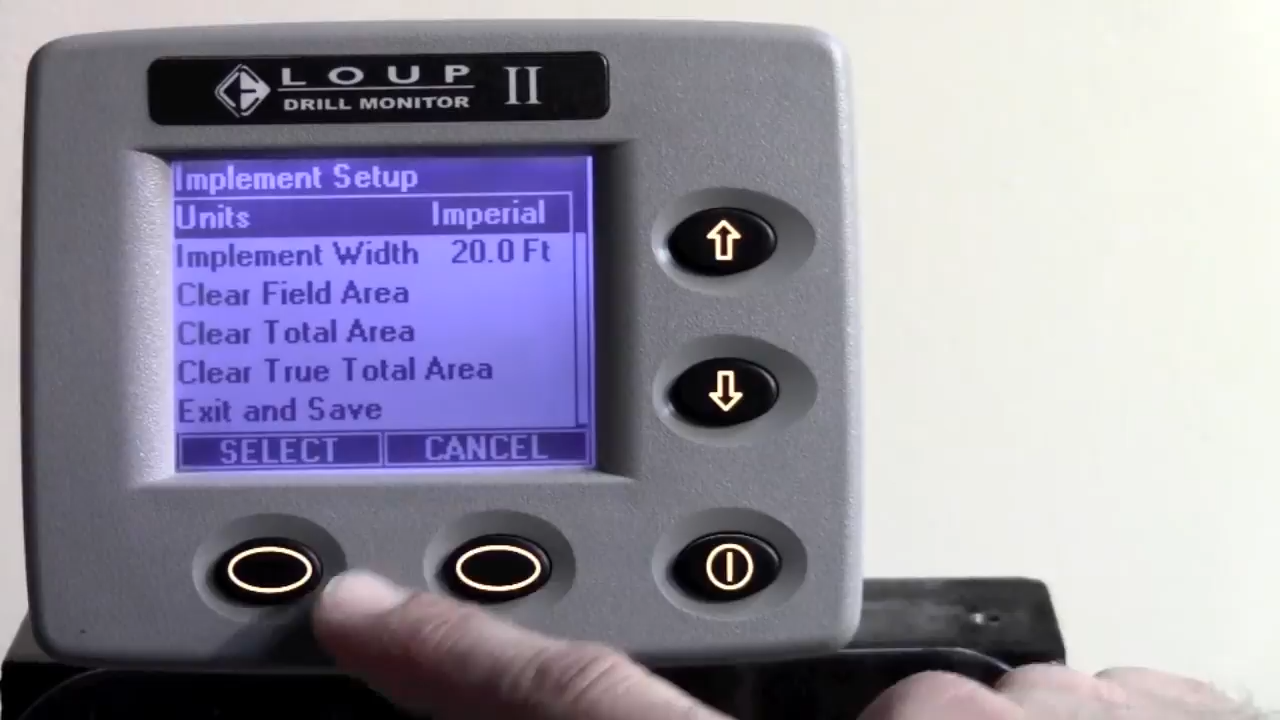 LOUP II
DRILL MONITOR
Implement Setup
Units Imperial
Implement Width 20.0 Ft
Clear Field Area
Clear Total Area
Clear True Total Area
Exit and Save
SELECT CANCEL